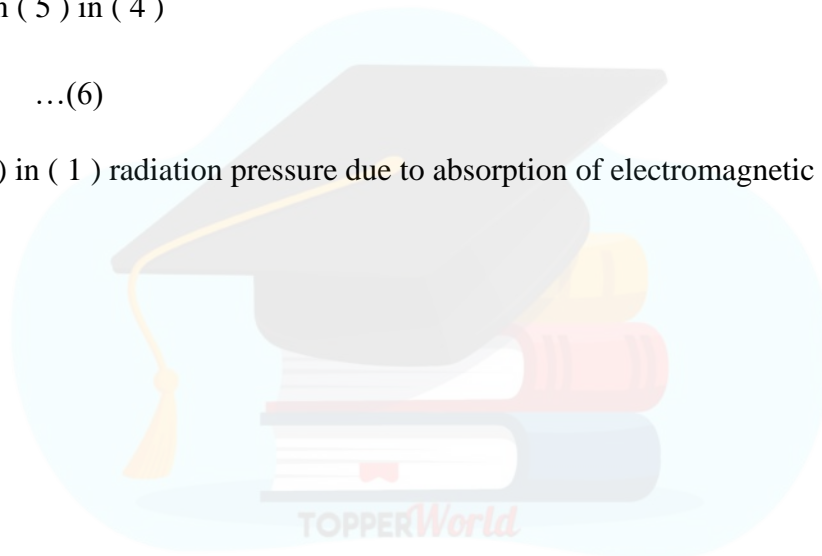 ( 5 ) in ( 4 )
…(6)
) in ( 1 ) radiation pressure due to absorption of electromagnetic
TOPPERWorld